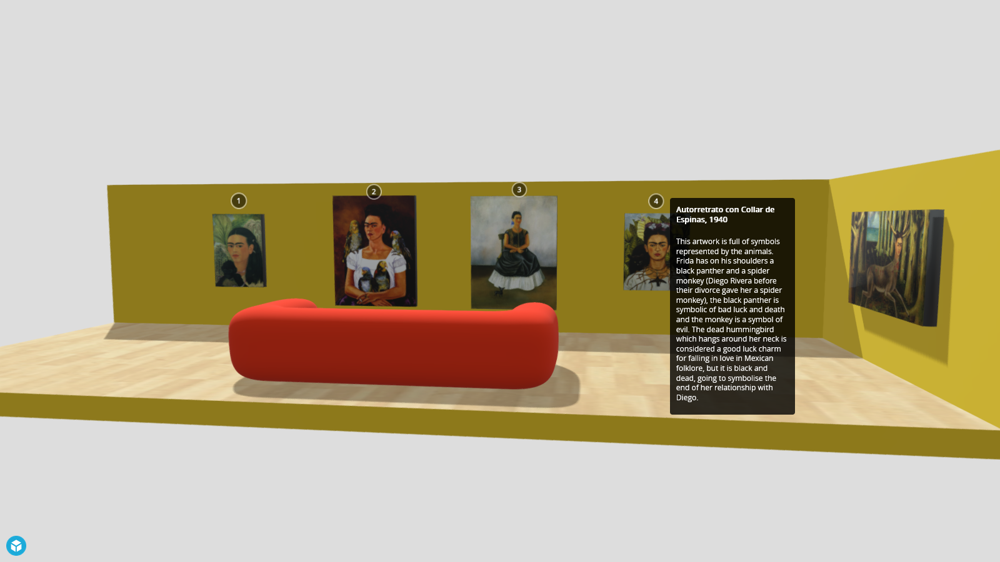 1
2
3
4
Autorretrato con Collar de
Espinas, 1940
This artwork is full of symbols
represented by the animals.
Frida has on his shoulders a
black panther and a spider
monkey (Diego Rivera before
their divorce gave her a spider
monkey), the black panther is
symbolic of bad luck and death
and the monkey is a symbol of
evil. The dead hummingbird
which hangs around her neck is
considered a good luck charm
for falling in love in Mexican
folklore, but it is black and
dead, going to symbolise the
end of her relationship with
Diego.